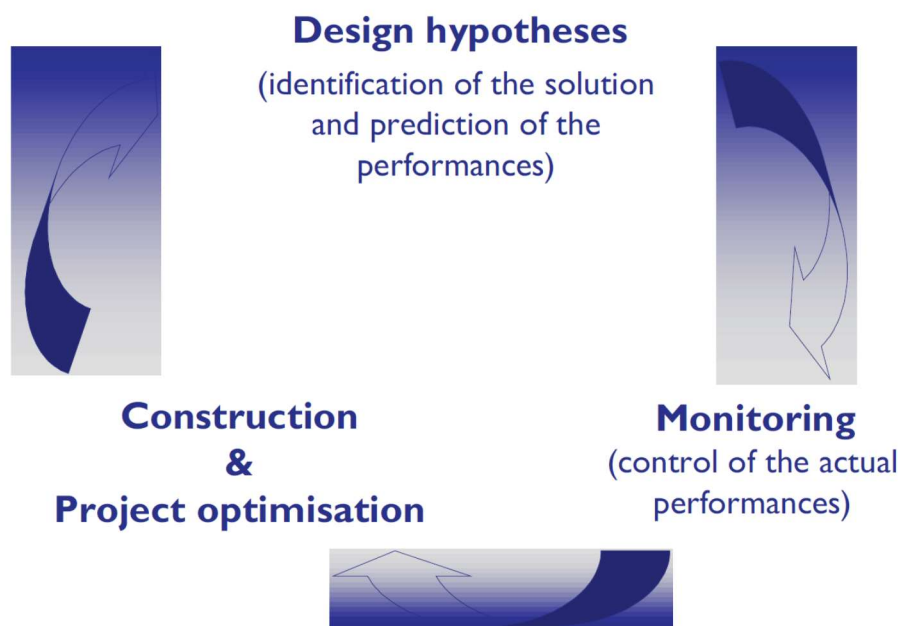 Design hypotheses
(identification of the solution
and prediction of the
performances)
Construction
&
Project optimisation
Monitoring
(control of the actual
performances)